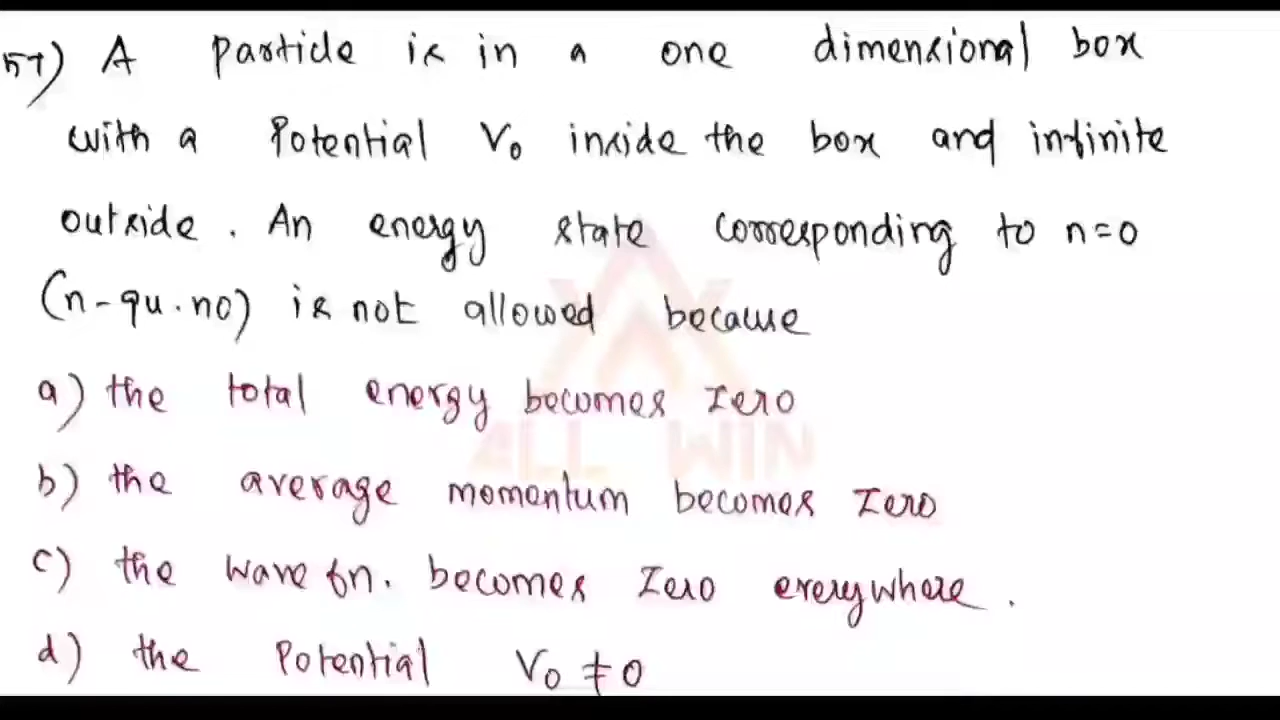 57) A particle is in a one dimensional box
with a Potential V₀ inside the box and infinite
outside. An energy state corresponding to n=0
(n-qu.no) is not allowed because
a) the total energy becomes zero
b) the average momentum becomes zero
c) the wave fn. becomes zero everywhere.
d) the Potential V₀ ≠ 0
ALL WIN